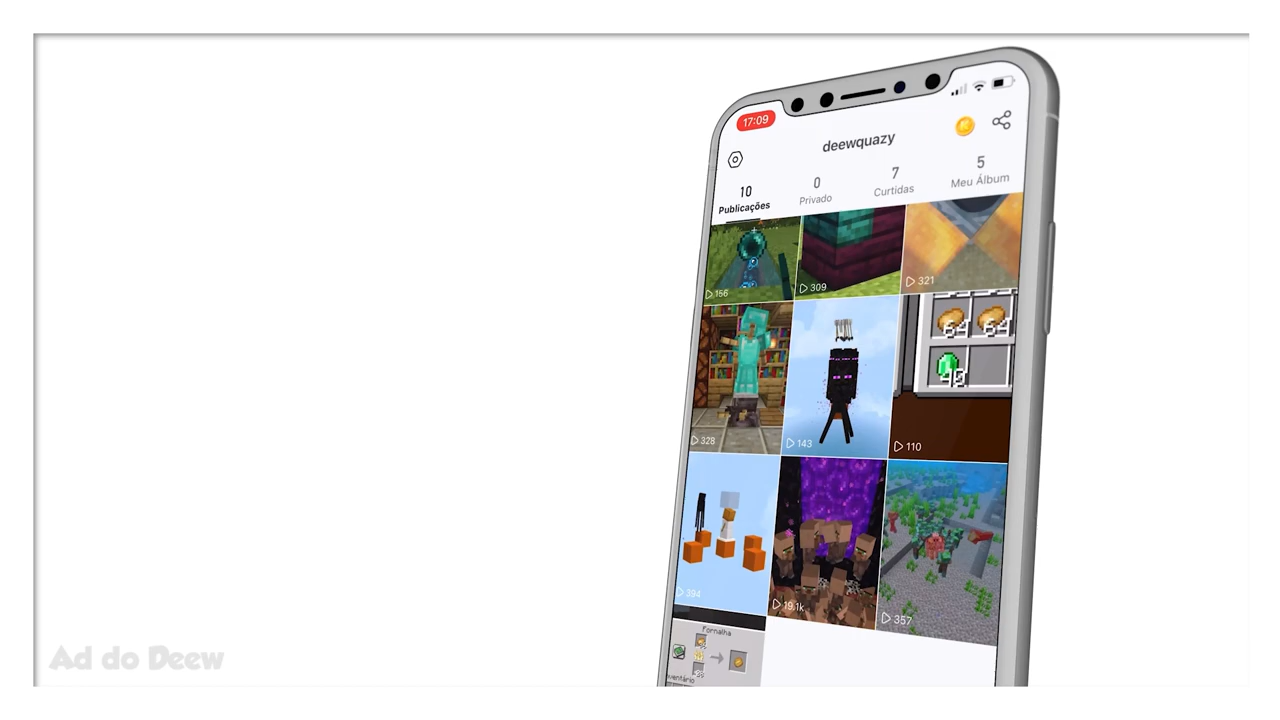 17:09
deewquazy
10
Publicações
0
Privado
7
Curtidas
5
Meu Álbum
156
309
321
328
143
64
64
110
394
19.1k
357
Fornalha
Ad do Deew